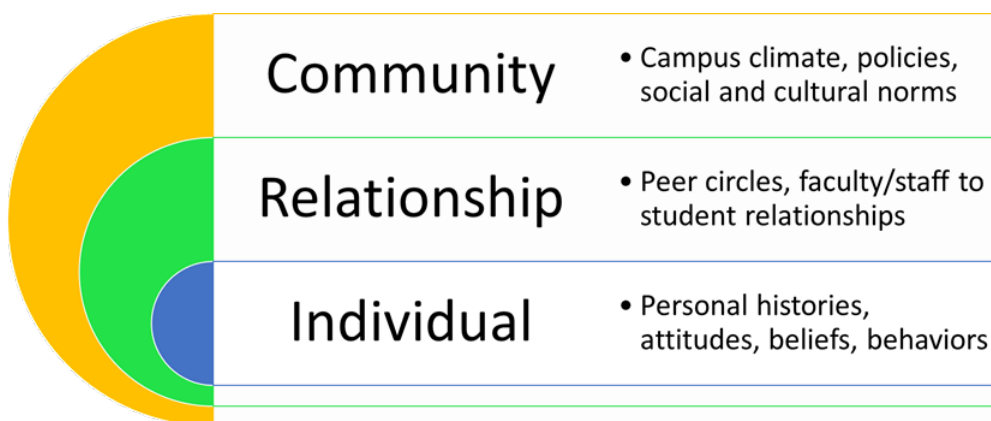 Community
• Campus climate, policies,
social and cultural norms
Relationship
• Peer circles, faculty/staff to
student relationships
Individual
• Personal histories,
attitudes, beliefs, behaviors